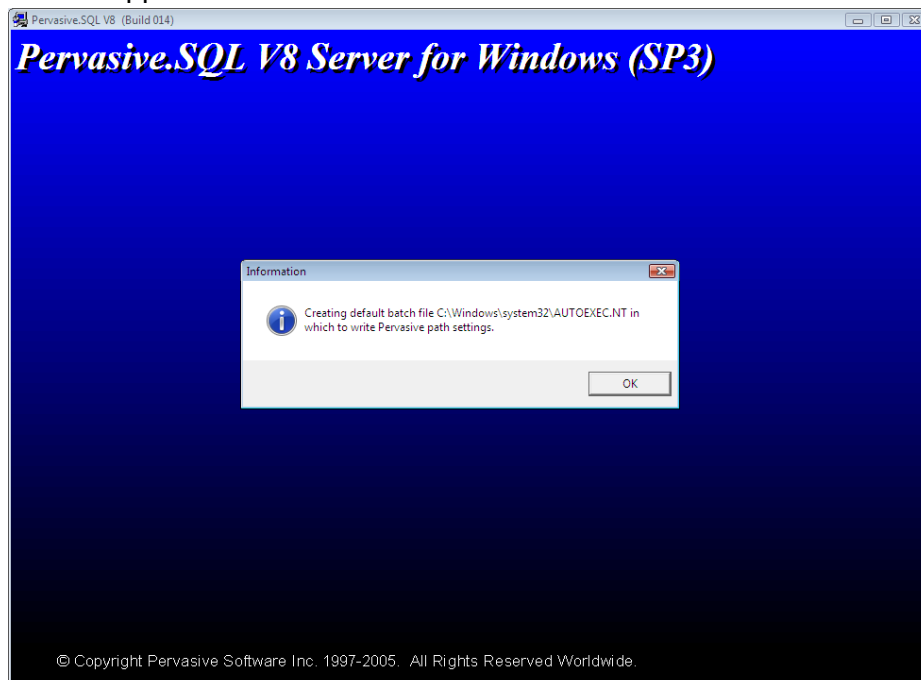 Pervasive.SQL V8 (Build 014)
Pervasive.SQL V8 Server for Windows (SP3)
Information
Creating default batch file C:\Windows\system32\AUTOEXEC.NT in
which to write Pervasive path settings.
OK
© Copyright Pervasive Software Inc. 1997-2005. All Rights Reserved Worldwide.